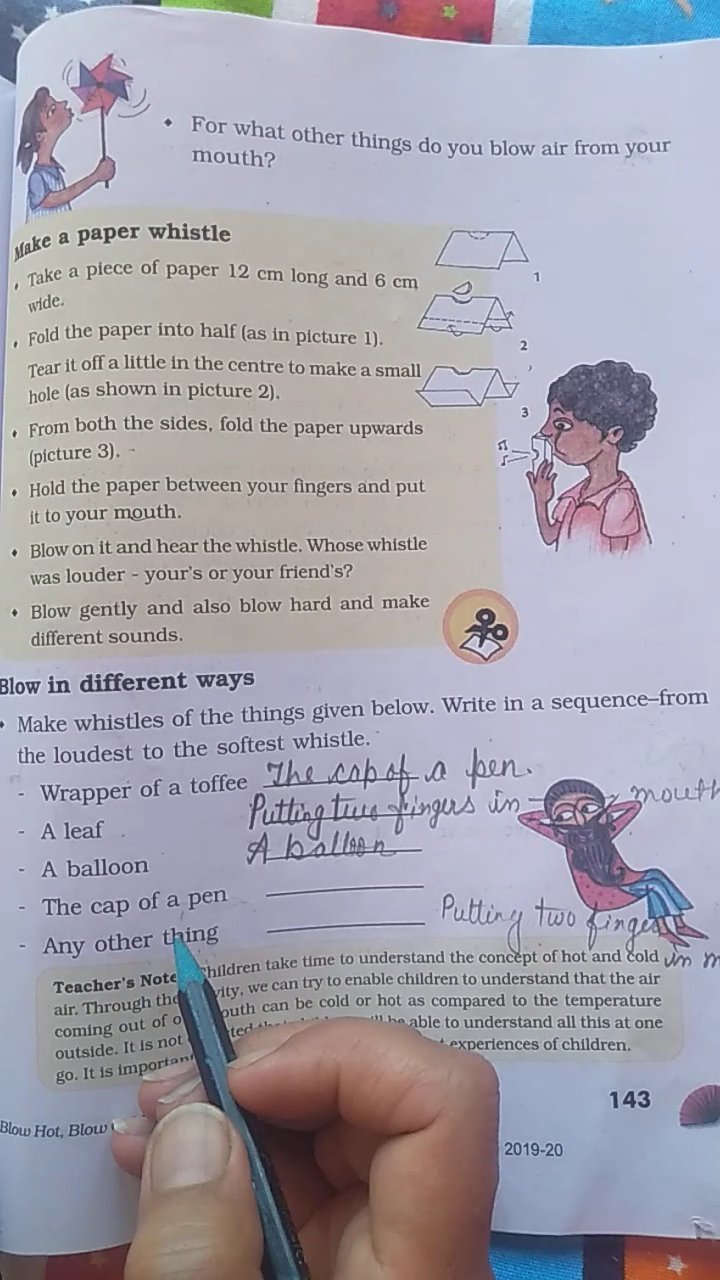 • For what other things do you blow air from your
mouth?
Make a paper whistle
• Take a piece of paper 12 cm long and 6 cm
wide.
• Fold the paper into half (as in picture 1).
Tear it off a little in the centre to make a small
hole (as shown in picture 2).
• From both the sides, fold the paper upwards
(picture 3).
• Hold the paper between your fingers and put
it to your mouth.
• Blow on it and hear the whistle. Whose whistle
was louder - your's or your friend's?
• Blow gently and also blow hard and make
different sounds.
1
2
3
Blow in different ways
• Make whistles of the things given below. Write in a sequence–from
the loudest to the softest whistle.
- Wrapper of a toffee The cap of a pen.
- A leaf Putting two fingers in mouth
- A balloon A balloon
- The cap of a pen
- Any other thing Putting two finger
in m
Teacher's Note Children take time to understand the concept of hot and cold
air. Through the vity, we can try to enable children to understand that the air
coming out of outh can be cold or hot as compared to the temperature
outside. It is not able to understand all this at one
go. It is important experiences of children.
143
Blow Hot, Blow
2019-20